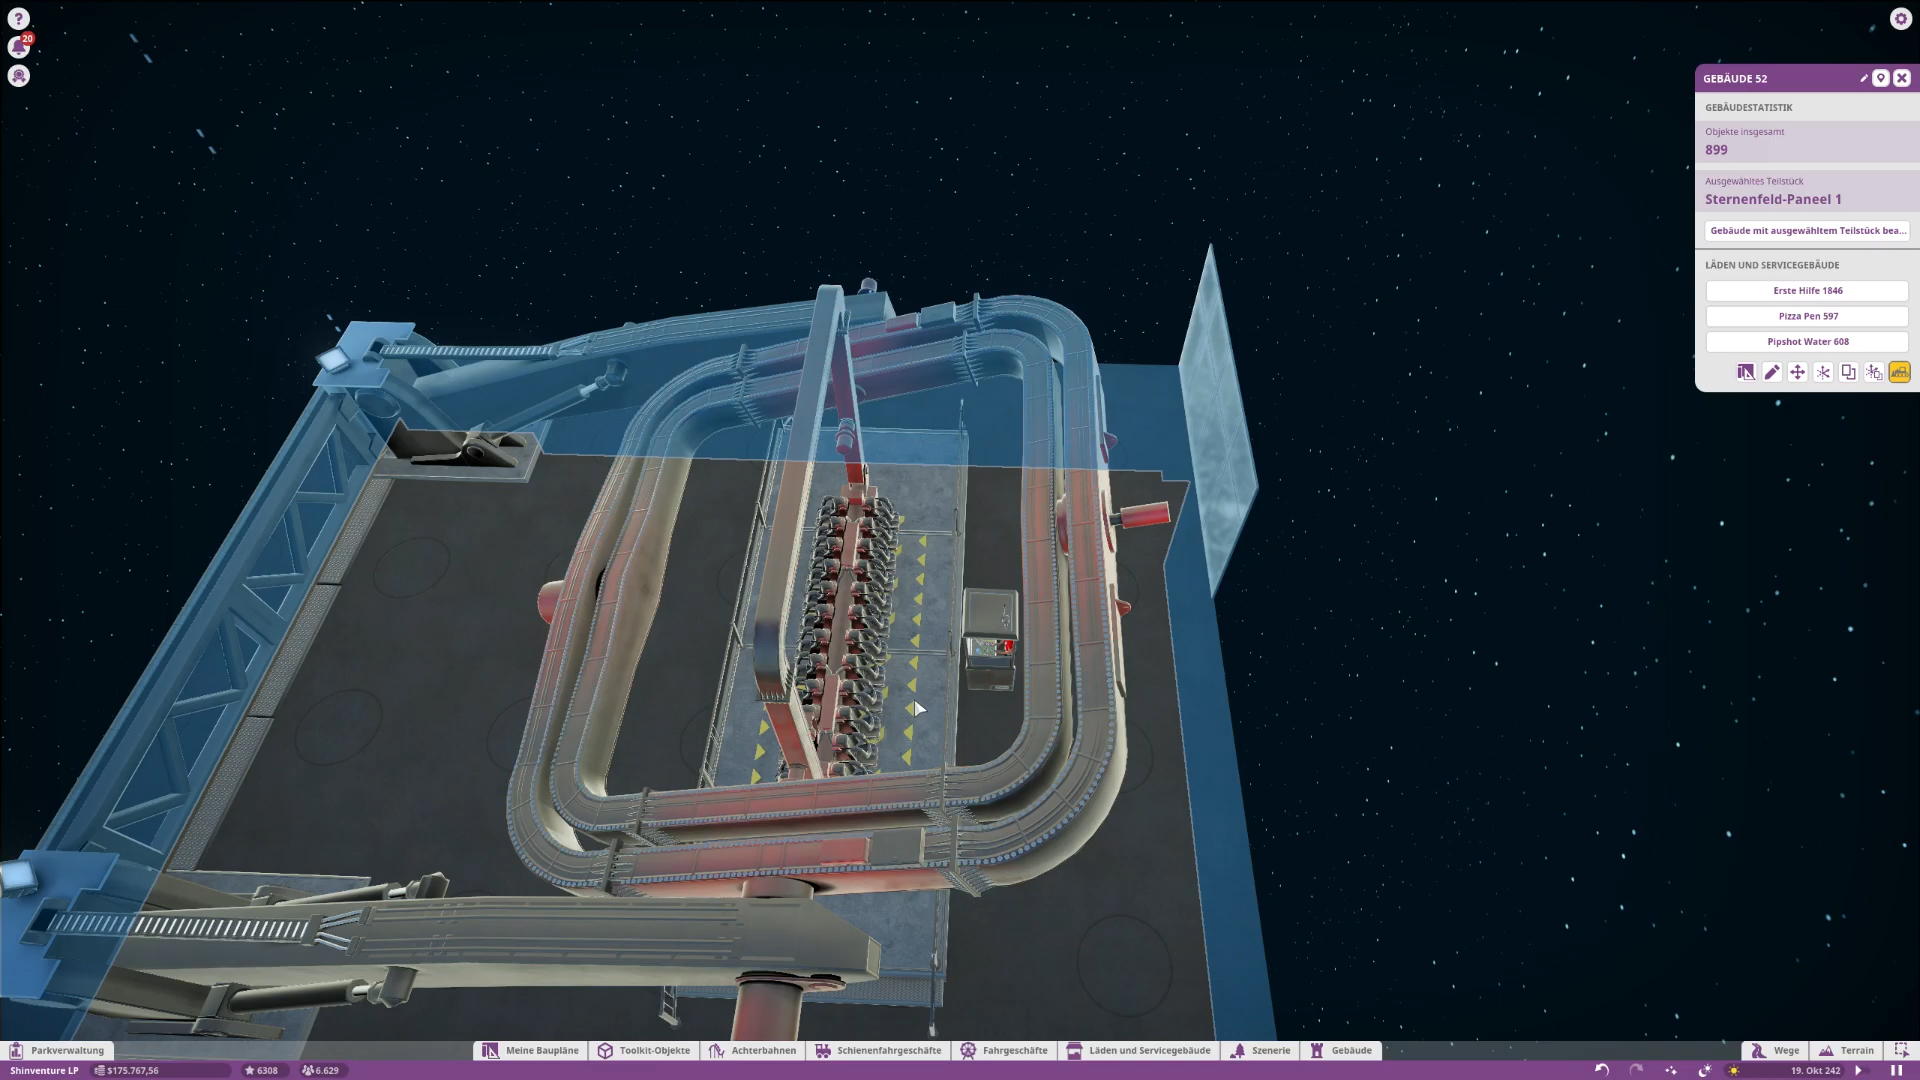 ?
20
GEBÄUDE 52
GEBÄUDESTATISTIK
Objekte insgesamt
899
Ausgewähltes Teilstück
Sternenfeld-Paneel 1
Gebäude mit ausgewähltem Teilstück bea...
LÄDEN UND SERVICEGEBÄUDE
Erste Hilfe 1846
Pizza Pen 597
Pipshot Water 608
Parkverwaltung
Meine Baupläne
Toolkit-Objekte
Achterbahnen
Schienenfahrgeschäfte
Fahrgeschäfte
Läden und Servicegebäude
Szenerie
Gebäude
Wege
Terrain
Shinventure LP
$175.767,56
6308
6.629
19. Okt 242